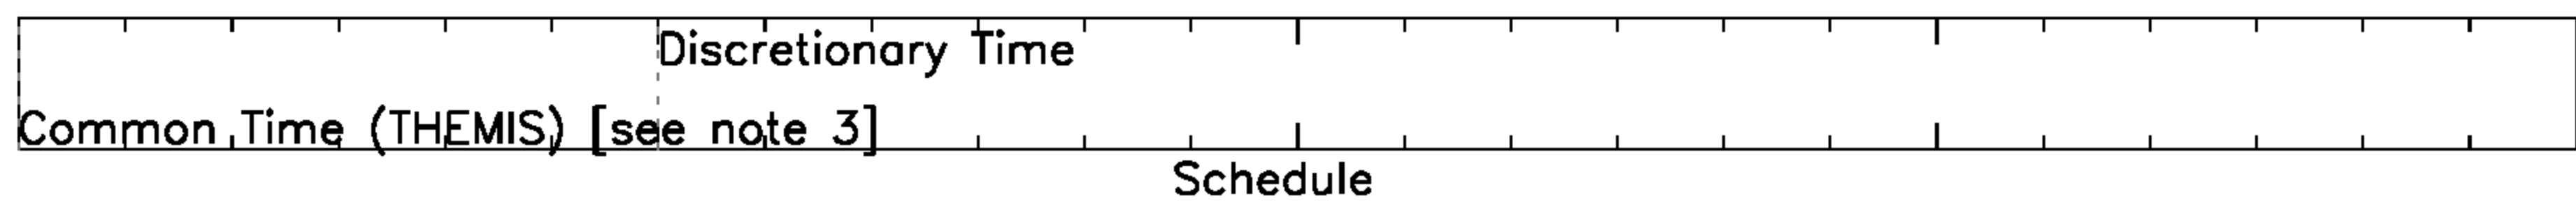 Discretionary Time
Common Time (THEMIS) [see note 3]
Schedule